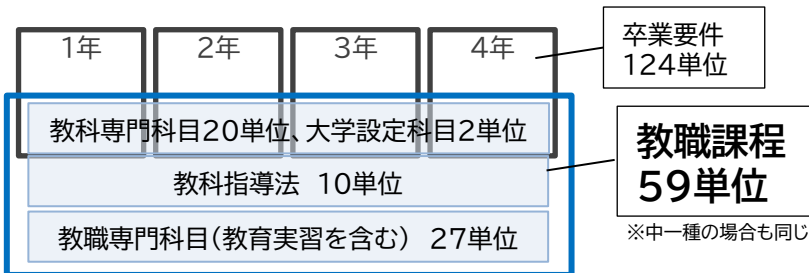 1年 2年 3年 4年
卒業要件
124単位
教科専門科目20単位、大学設定科目2単位
教科指導法 10単位
教職専門科目(教育実習を含む) 27単位
教職課程
59単位
※中一種の場合も同じ